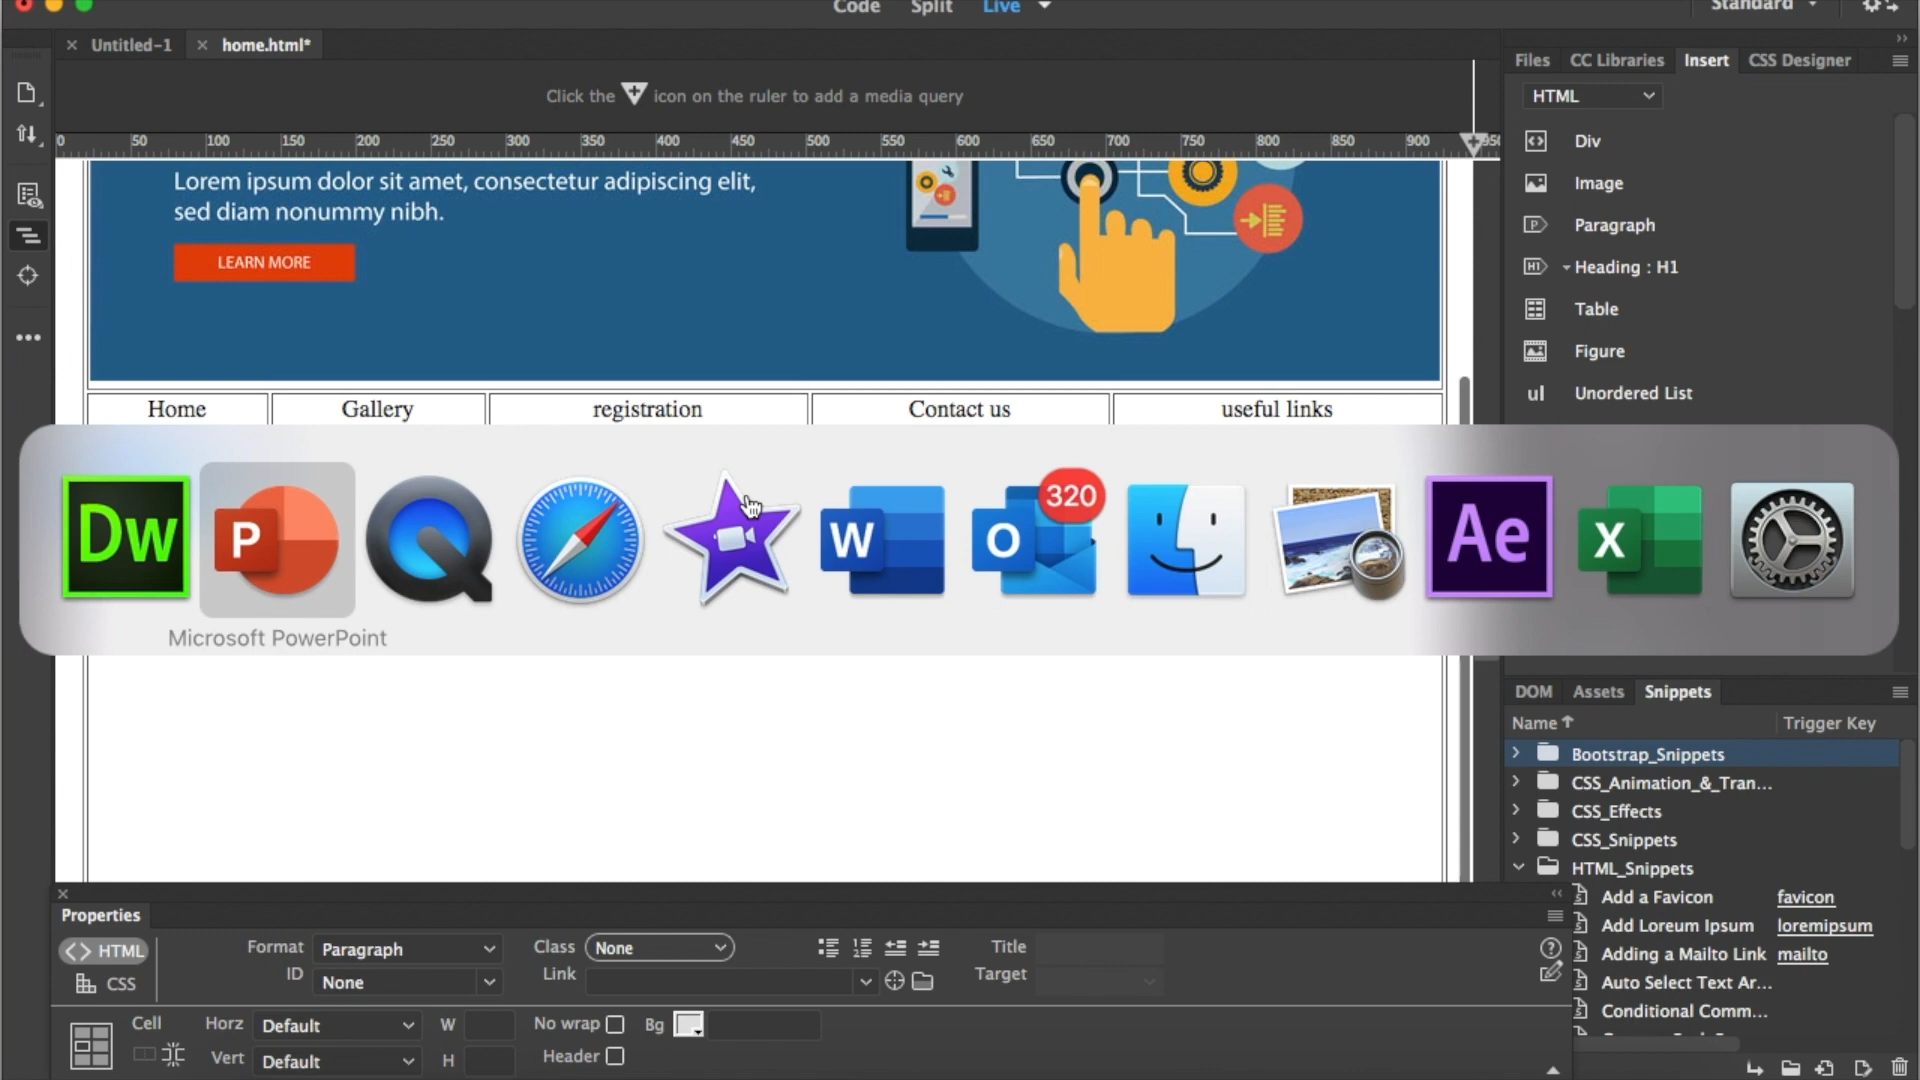 Code Split Live
Standard
Untitled-1
home.html*
Click the icon on the ruler to add a media query
0 50 100 150 200 250 300 350 400 450 500 550 600 650 700 750 800 850 900 950
Lorem ipsum dolor sit amet, consectetur adipiscing elit,
sed diam nonummy nibh.
LEARN MORE
Home Gallery registration Contact us useful links
Files CC Libraries Insert CSS Designer
HTML
Div
Image
Paragraph
H1 Heading : H1
Table
Figure
ul Unordered List
Dw P W O 320 Ae X
Microsoft PowerPoint
DOM Assets Snippets
Name Trigger Key
Bootstrap_Snippets
CSS_Animation_&_Tran...
CSS_Effects
CSS_Snippets
HTML_Snippets
Add a Favicon favicon
Add Loreum Ipsum loremipsum
Adding a Mailto Link mailto
Auto Select Text Ar...
Conditional Comm...
Properties
HTML
CSS
Format Paragraph Class None Title
ID None Link Target
Cell Horz Default W No wrap Bg
Vert Default H Header